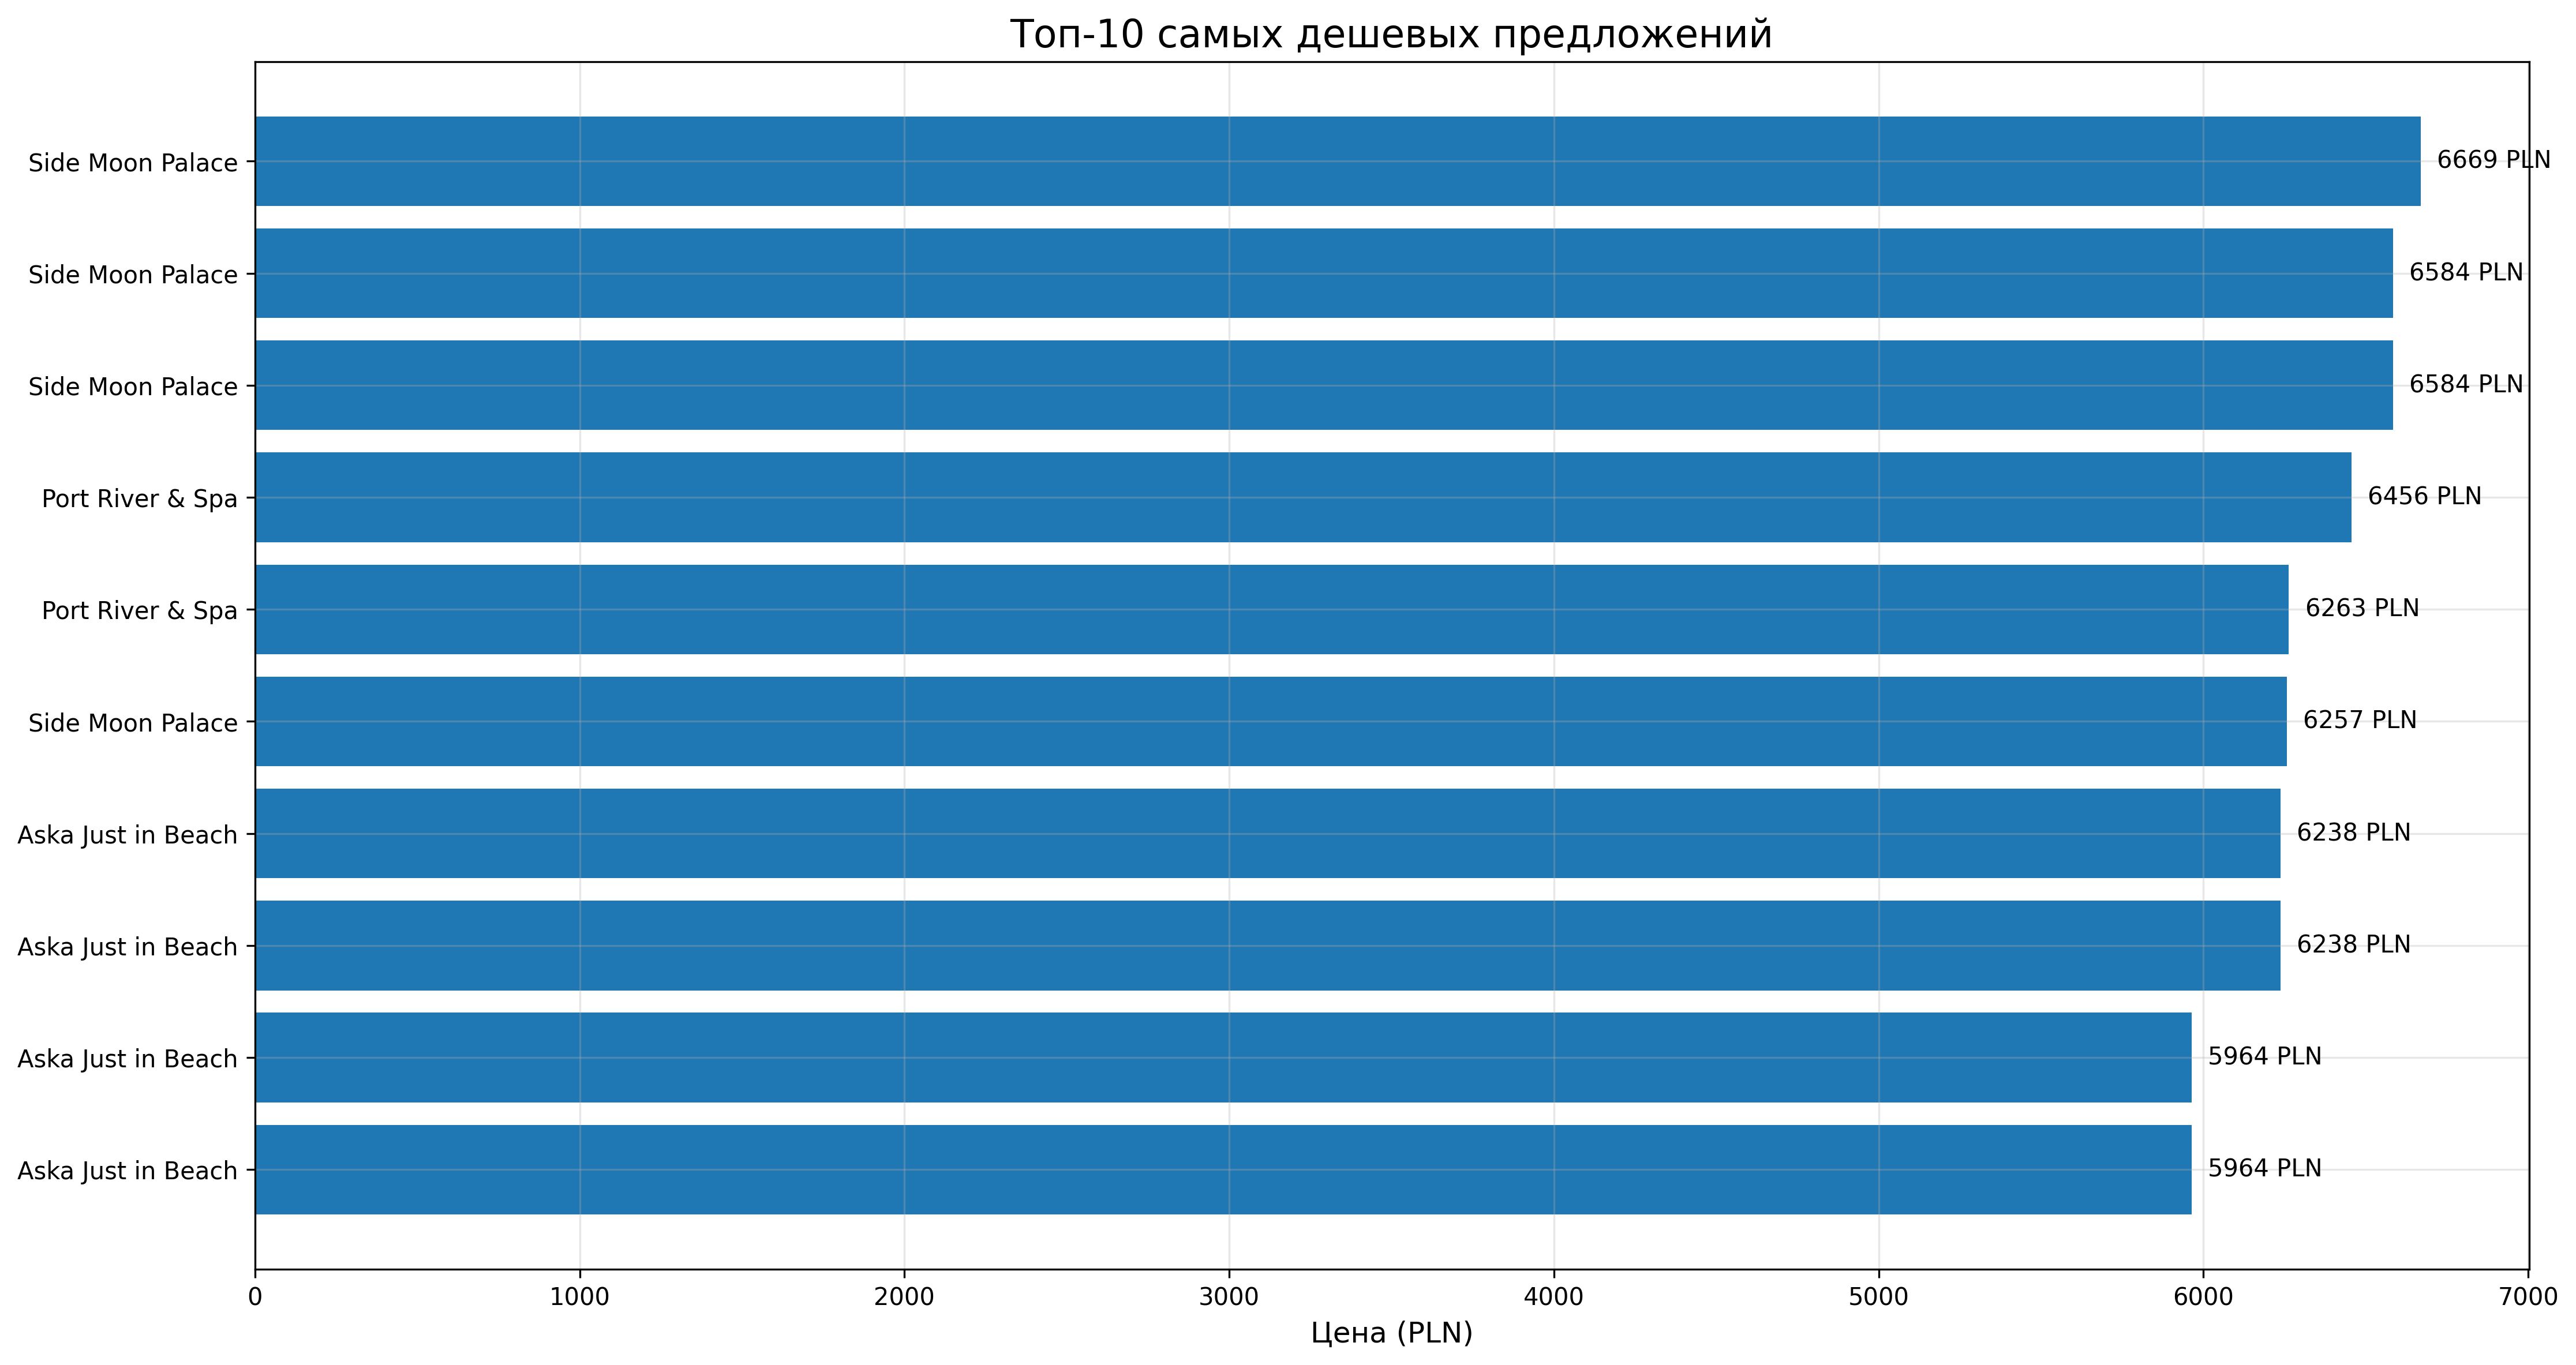 Топ-10 самых дешевых предложений
Side Moon Palace 6669 PLN
Side Moon Palace 6584 PLN
Side Moon Palace 6584 PLN
Port River & Spa 6456 PLN
Port River & Spa 6263 PLN
Side Moon Palace 6257 PLN
Aska Just in Beach 6238 PLN
Aska Just in Beach 6238 PLN
Aska Just in Beach 5964 PLN
Aska Just in Beach 5964 PLN
0 1000 2000 3000 4000 5000 6000 7000
Цена (PLN)